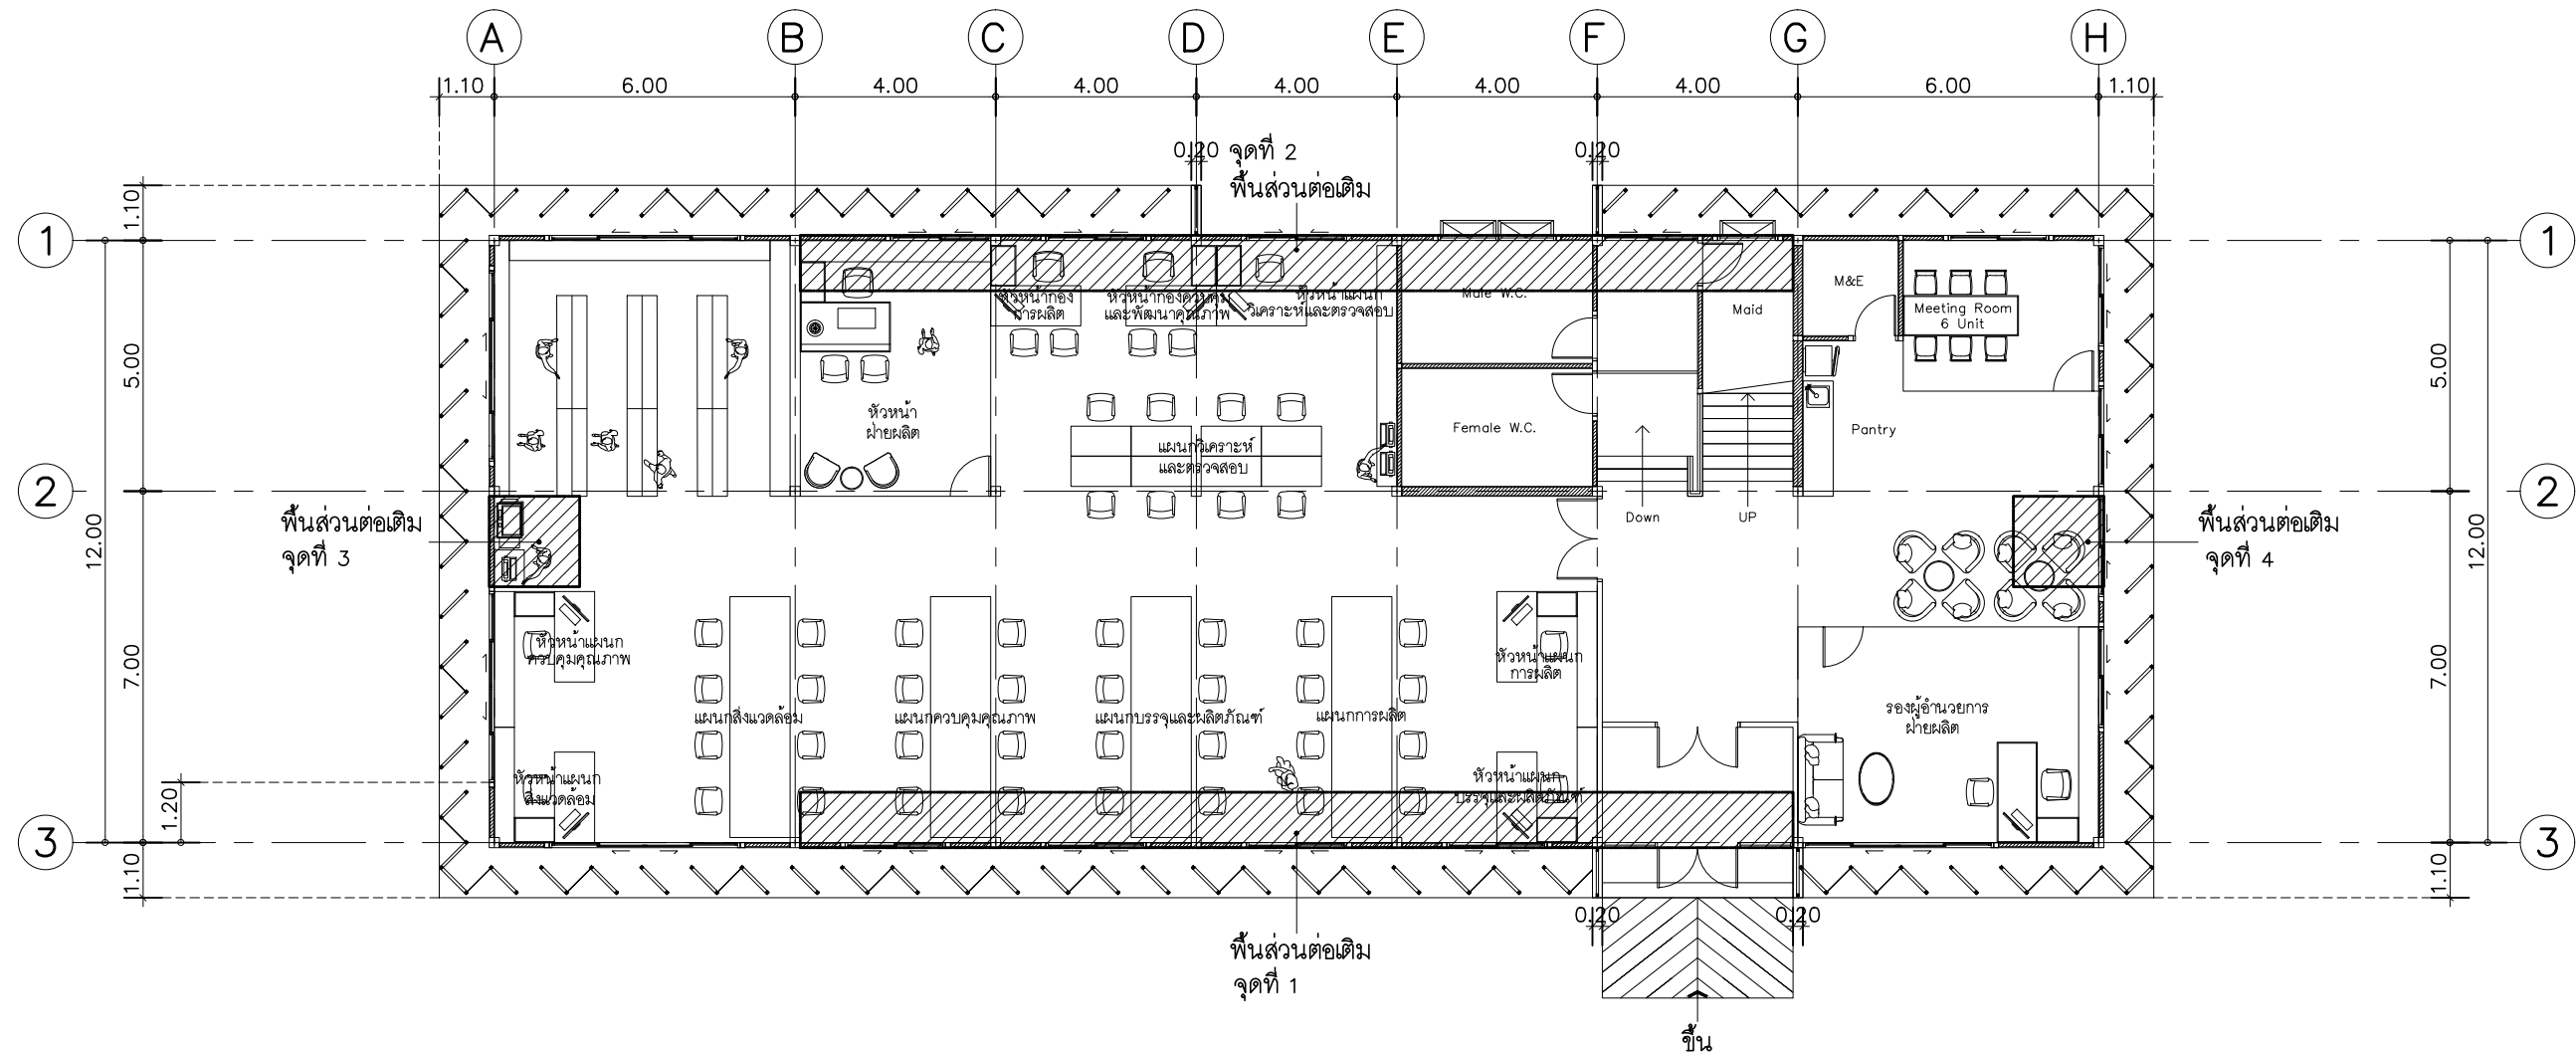 A B C D E F G H
1.10 6.00 4.00 4.00 4.00 4.00 4.00 6.00 1.10
0.20 จุดที่ 2 0.20
พื้นส่วนต่อเติม
1.10
1 1
หัวหน้ากอง
การผลิต
หัวหน้ากองควบคุม
และพัฒนาคุณภาพ
หัวหน้าแผนก
วิเคราะห์และตรวจสอบ
Male W.C.
Maid
M&E
Meeting Room
6 Unit
5.00 5.00
หัวหน้า
ฝ่ายผลิต
แผนกวิเคราะห์
และตรวจสอบ
Female W.C.
Pantry
2 2
12.00 12.00
พื้นส่วนต่อเติม
จุดที่ 3
Down UP
พื้นส่วนต่อเติม
จุดที่ 4
หัวหน้าแผนก
ควบคุมคุณภาพ
หัวหน้าแผนก
การผลิต
7.00 7.00
แผนกสิ่งแวดล้อม แผนกควบคุมคุณภาพ แผนกบรรจุและผลิตภัณฑ์ แผนกการผลิต
รองผู้อำนวยการ
ฝ่ายผลิต
หัวหน้าแผนก
สิ่งแวดล้อม
หัวหน้าแผนก
บรรจุและผลิตภัณฑ์
1.20
3 3
1.10 1.10
0.20 0.20
พื้นส่วนต่อเติม
จุดที่ 1
ขึ้น